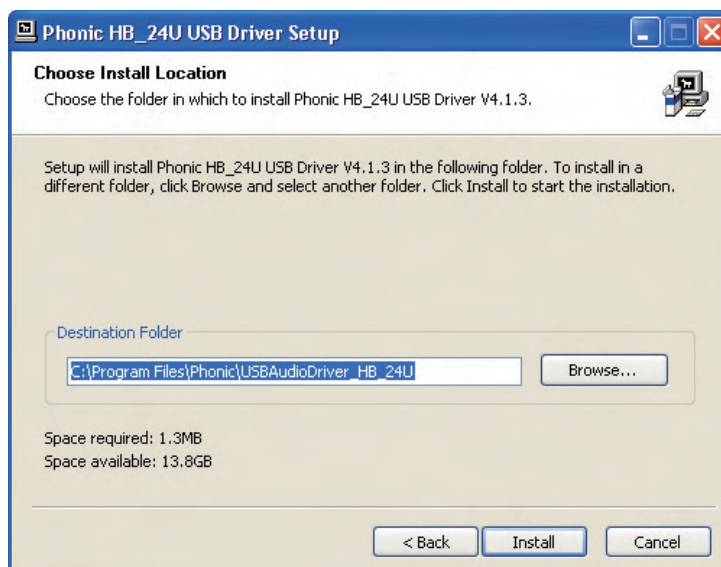 Phonic HB_24U USB Driver Setup
Choose Install Location
Choose the folder in which to install Phonic HB_24U USB Driver V4.1.3.
Setup will install Phonic HB_24U USB Driver V4.1.3 in the following folder. To install in a
different folder, click Browse and select another folder. Click Install to start the installation.
Destination Folder
C:\Program Files\Phonic\USBAudioDriver_HB_24U
Browse...
Space required: 1.3MB
Space available: 13.8GB
< Back
Install
Cancel